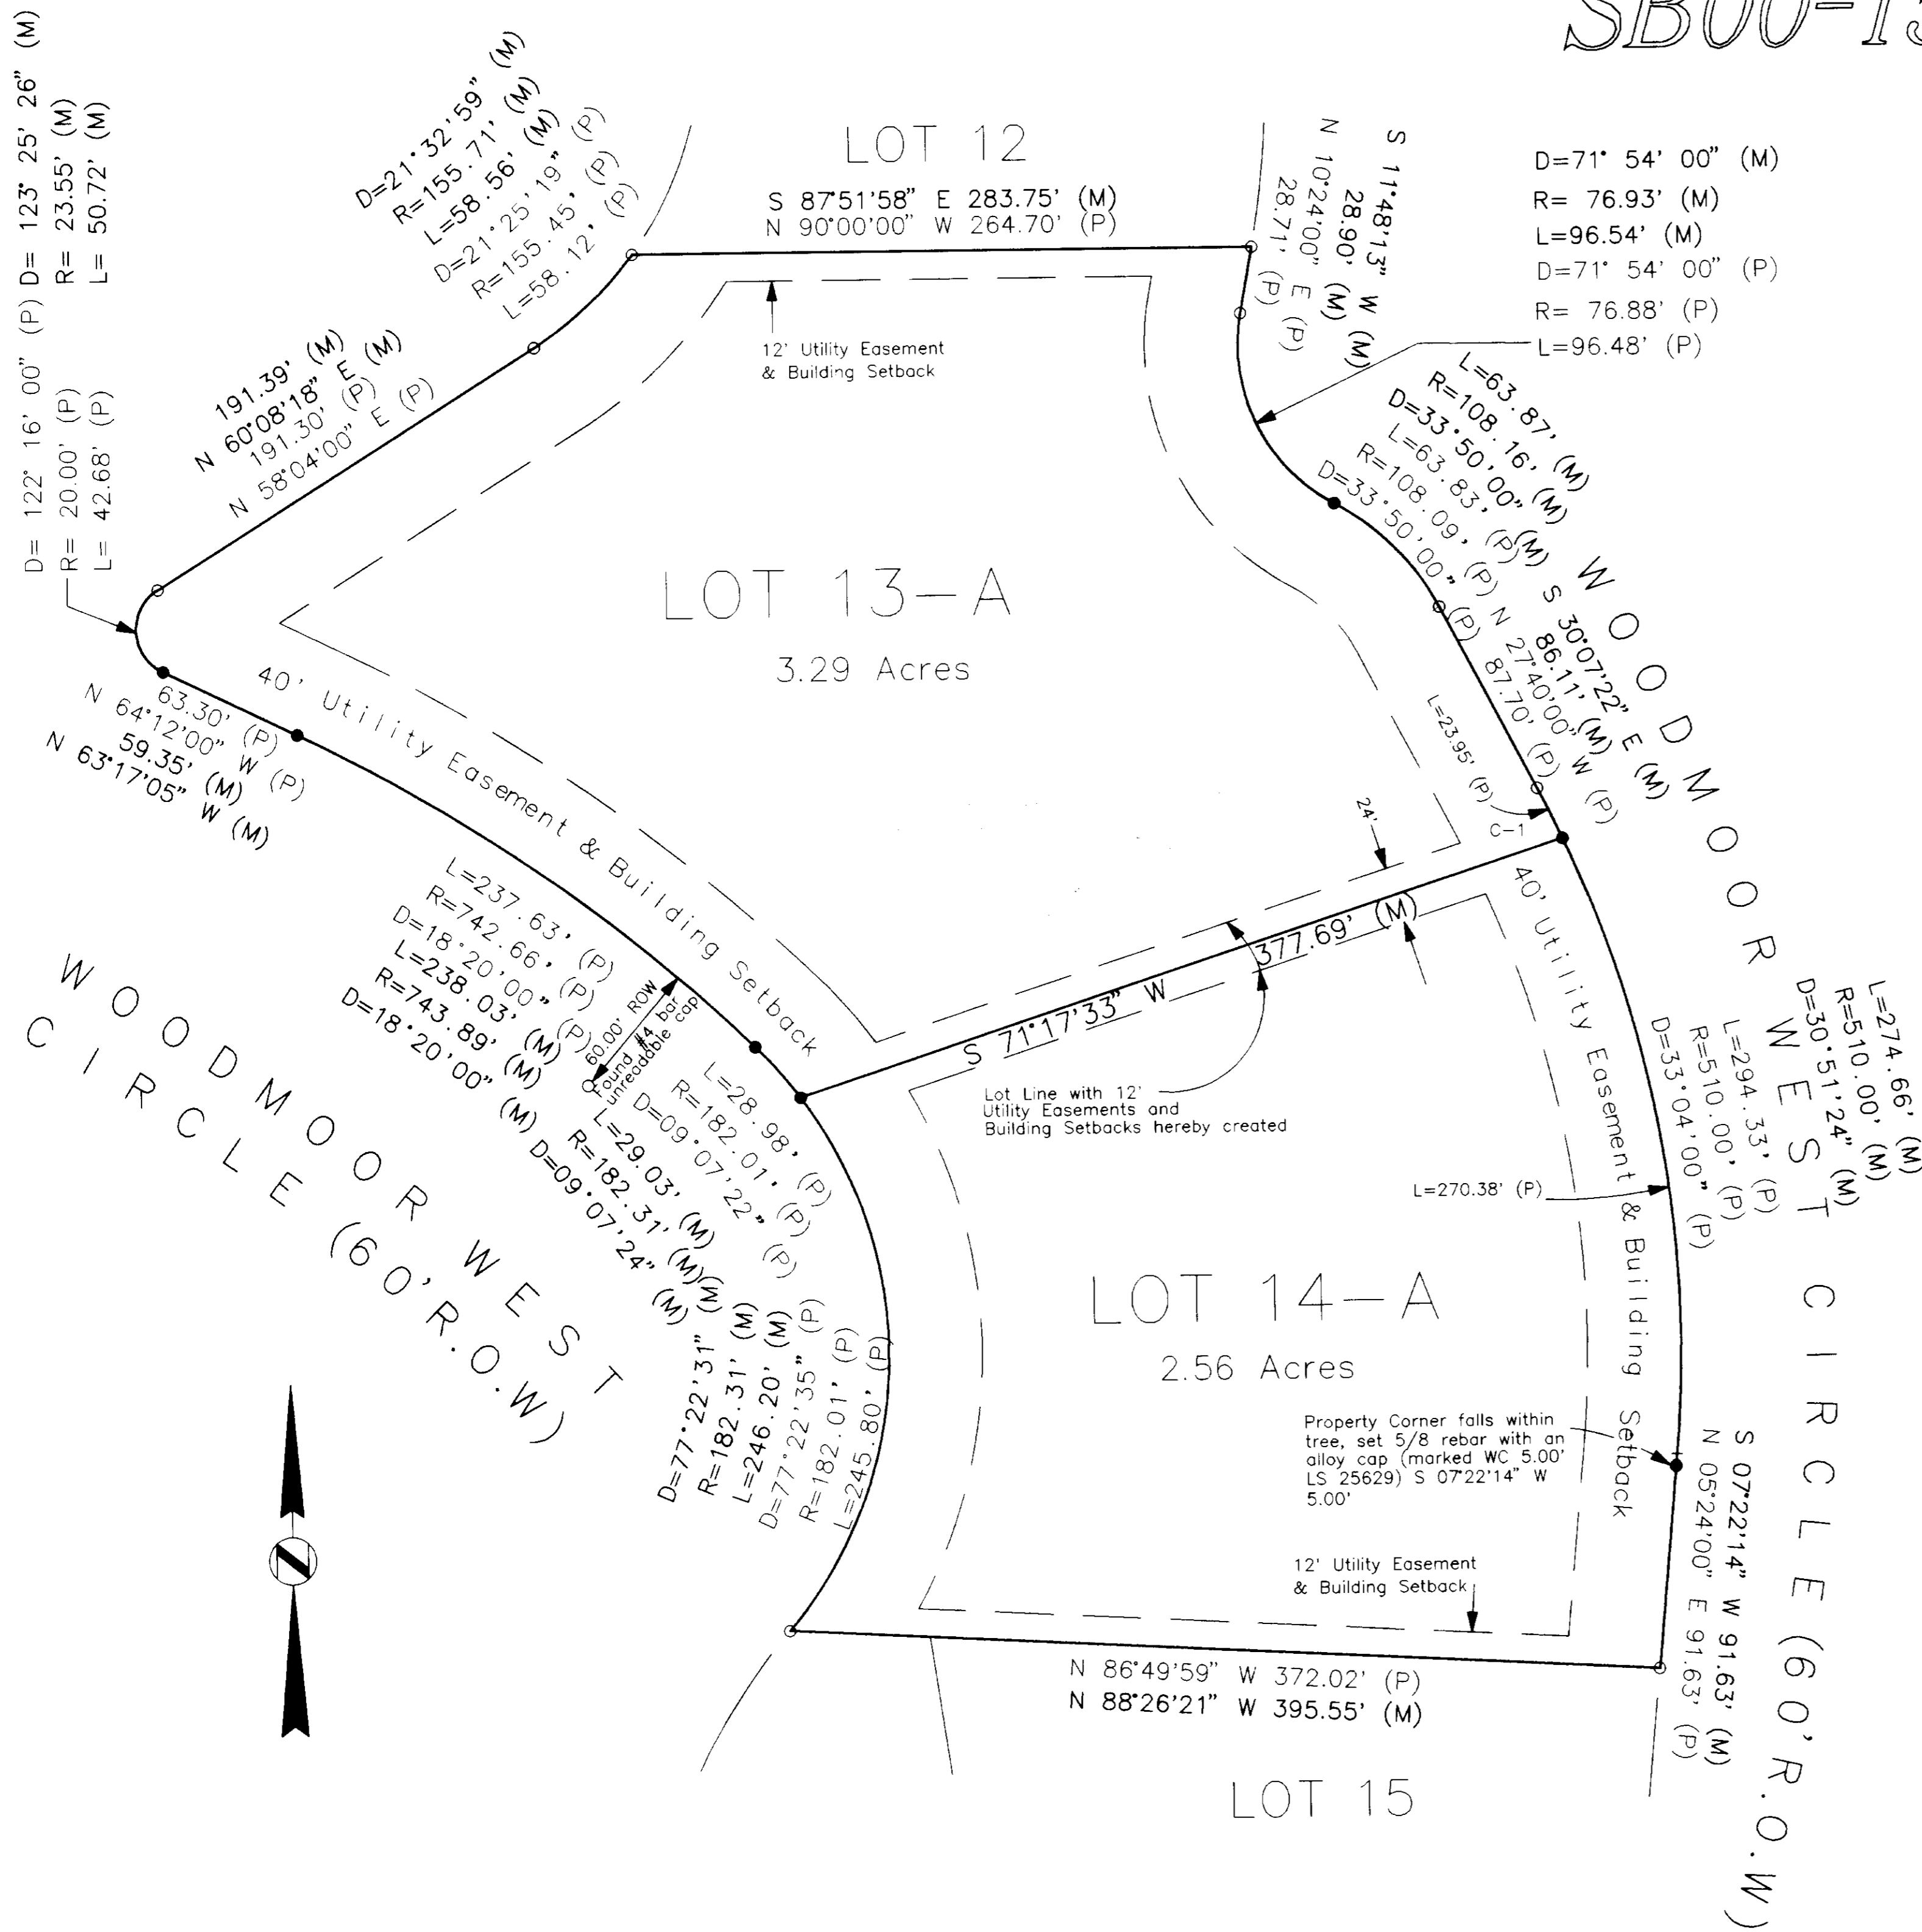 SB00-15
D= 123° 25' 26" (M)
R= 23.55' (M)
L= 50.72' (M)
D= 122° 16' 00" (P)
R= 20.00' (P)
L= 42.68' (P)
D=21°32'59" (M)
R=155.71' (M)
L=58.56' (M)
D=21°25'19" (P)
R=155.45' (P)
L=58.12' (P)
LOT 12
S 87°51'58" E 283.75' (M)
N 90°00'00" W 264.70' (P)
S 11°48'13" W (M)
28.90' (M)
N 10°24'00" E (P)
28.71' (P)
D=71° 54' 00" (M)
R= 76.93' (M)
L=96.54' (M)
D=71° 54' 00" (P)
R= 76.88' (P)
L=96.48' (P)
12' Utility Easement
& Building Setback
191.39' (M)
N 60°08'18" E (M)
191.30' (P)
N 58°04'00" E (P)
L=63.87' (M)
R=108.16' (M)
D=33°50'00" (M)
L=63.83' (P)
R=108.09' (P)
D=33°50'00" (P)
LOT 13-A
3.29 Acres
S 30°07'22" E (M)
86.11' (M)
N 27°40'00" W (P)
87.70' (P)
L=23.95' (P)
C-1
24'
63.30' (P)
N 64°12'00" W (P)
59.35' (M)
N 63°17'05" W (M)
40' Utility Easement & Building Setback
L=237.63' (P)
R=742.66' (P)
D=18°20'00" (P)
L=238.03' (M)
R=743.89' (M)
D=18°20'00" (M)
60.00' ROW
Found #4 bar
unreadable cap
S 71°17'33" W 377.69' (M)
Lot Line with 12'
Utility Easements and
Building Setbacks hereby created
L=28.98' (P)
R=182.01' (P)
D=09°07'22" (P)
L=29.03' (M)
R=182.31' (M)
D=09°07'24" (M)
WOODMOOR WEST
CIRCLE (60' R.O.W)
D=77°22'31" (M)
R=182.31' (M)
L=246.20' (M)
D=77°22'35" (P)
R=182.01' (P)
L=245.80' (P)
40' Utility Easement & Building Setback
WOODMOOR WEST CIRCLE (60' R.O.W)
L=274.66' (M)
R=510.00' (M)
D=30°51'24" (M)
L=294.33' (P)
R=510.00' (P)
D=33°04'00" (P)
L=270.38' (P)
LOT 14-A
2.56 Acres
Property Corner falls within
tree, set 5/8 rebar with an
alloy cap (marked WC 5.00'
LS 25629) S 07°22'14" W
5.00'
S 07°22'14" W 91.63' (M)
N 05°24'00" E 91.63' (P)
12' Utility Easement
& Building Setback
N
N 86°49'59" W 372.02' (P)
N 88°26'21" W 395.55' (M)
LOT 15